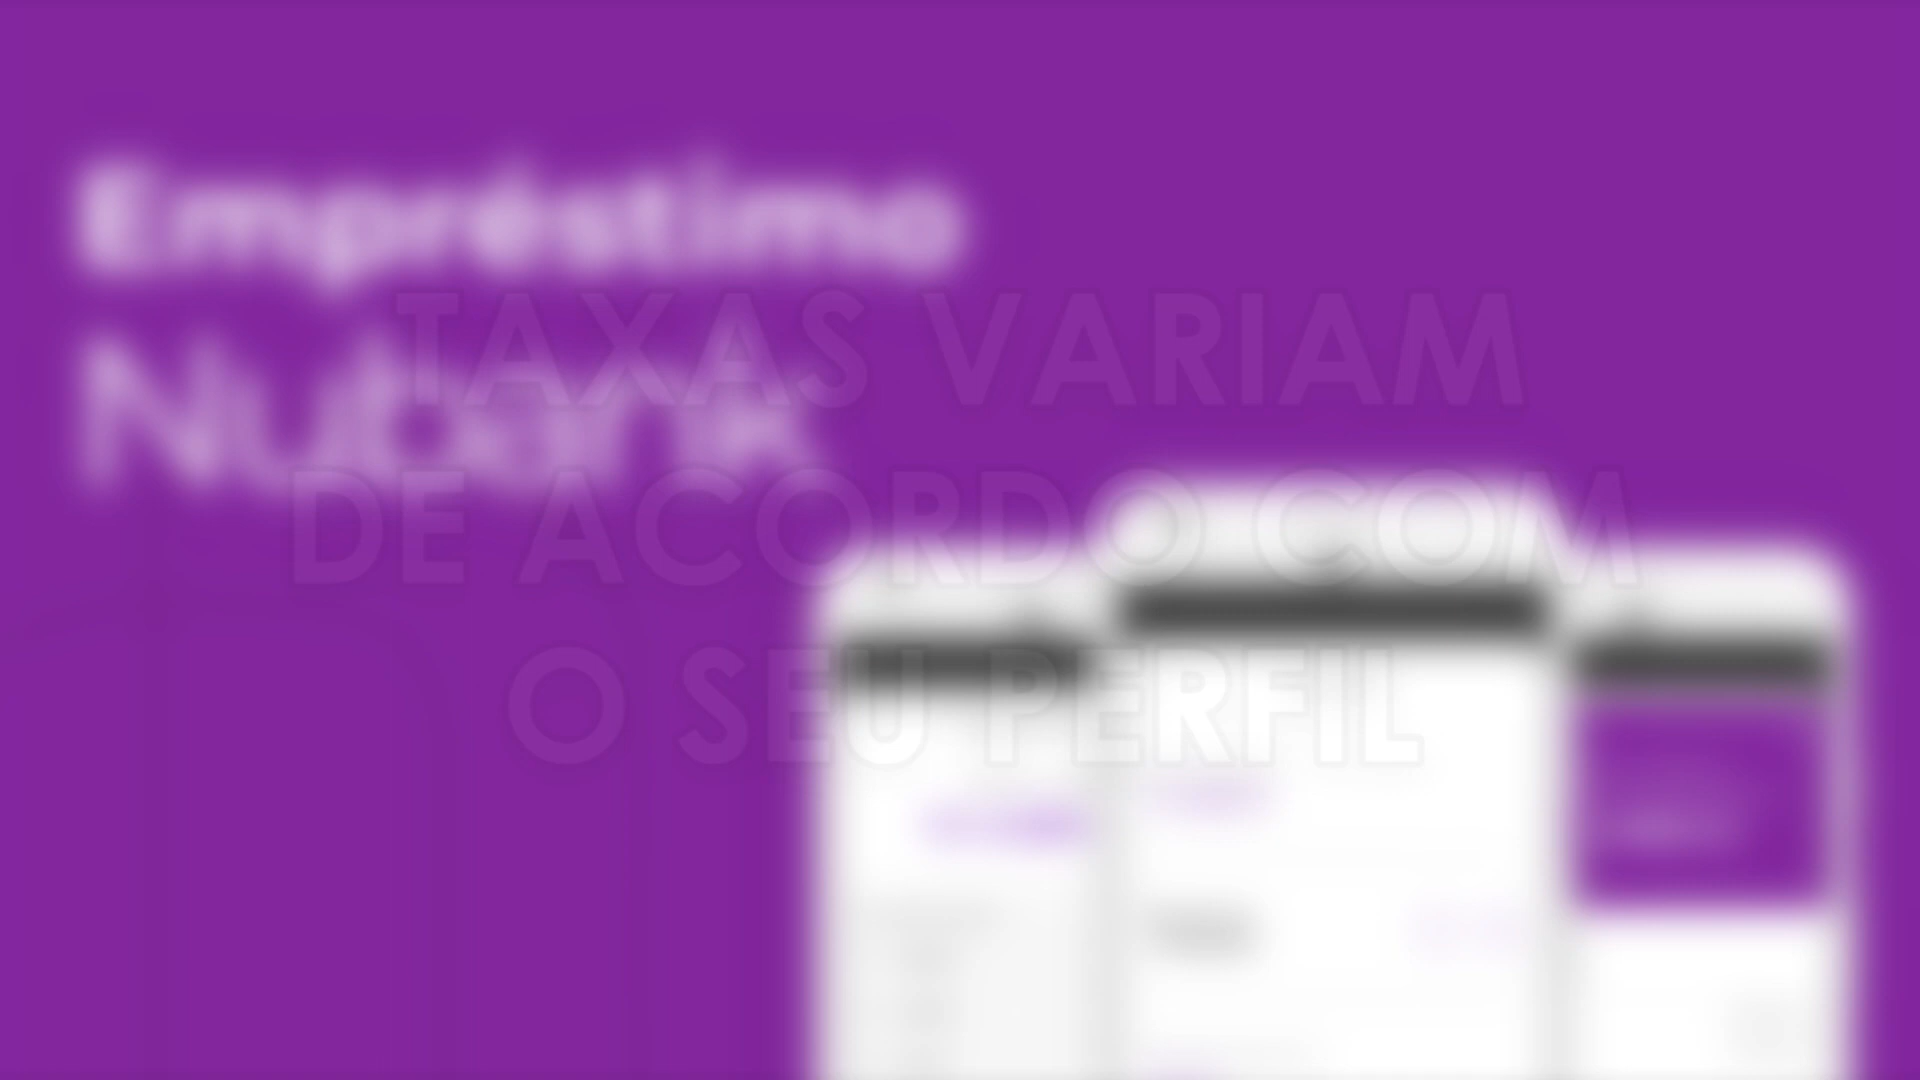 Empréstimo
Nubank
TAXAS VARIAM
DE ACORDO COM
O SEU PERFIL